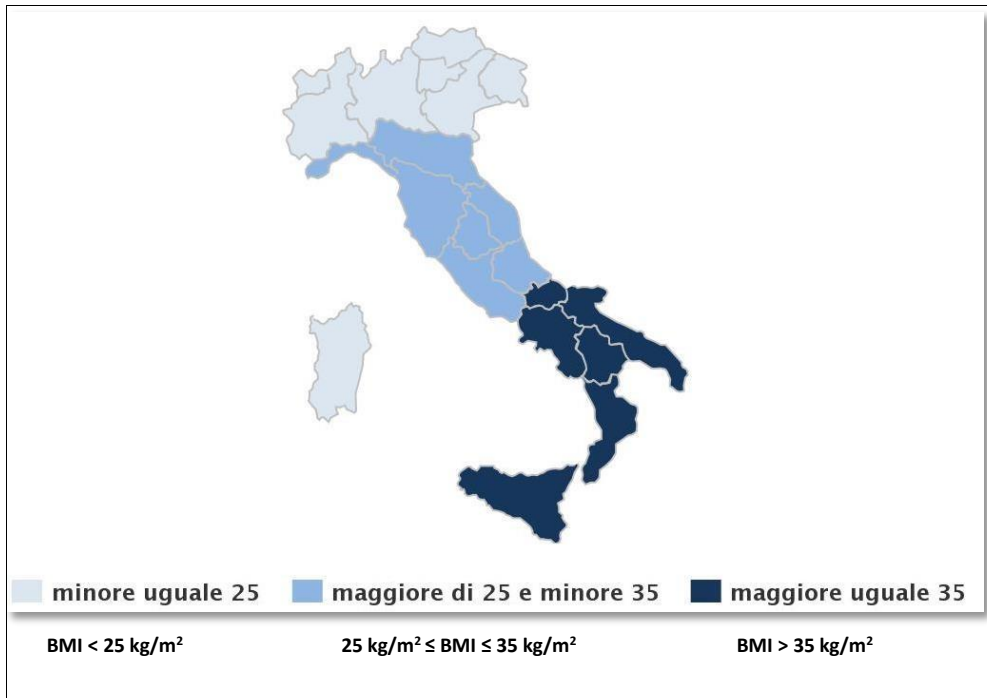 minore uguale 25 maggiore di 25 e minore 35 maggiore uguale 35
BMI < 25 kg/m² 25 kg/m² ≤ BMI ≤ 35 kg/m² BMI > 35 kg/m²